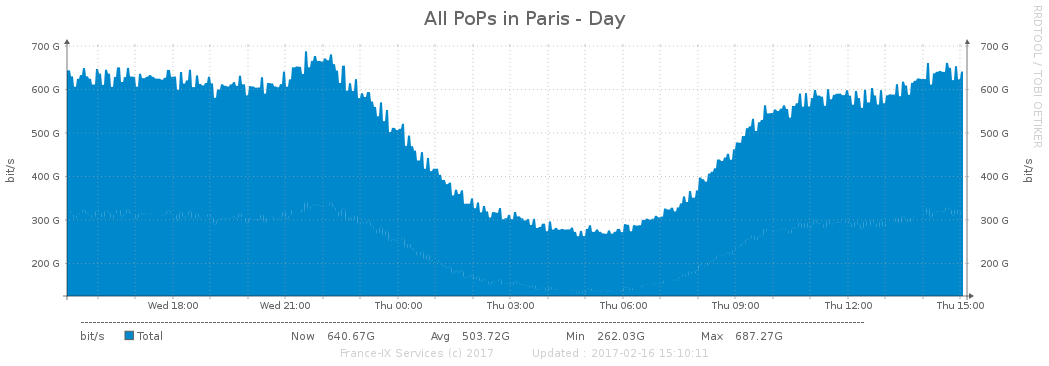 All PoPs in Paris - Day
RRDTOOL / TOBI OETIKER
bit/s
700 G
600 G
500 G
400 G
300 G
200 G
700 G
600 G
500 G
400 G
300 G
200 G
bit/s
Wed 18:00 Wed 21:00 Thu 00:00 Thu 03:00 Thu 06:00 Thu 09:00 Thu 12:00 Thu 15:00
bit/s Total Now 640.67G Avg 503.72G Min 262.03G Max 687.27G
France-IX Services (c) 2017 Updated : 2017-02-16 15:10:11